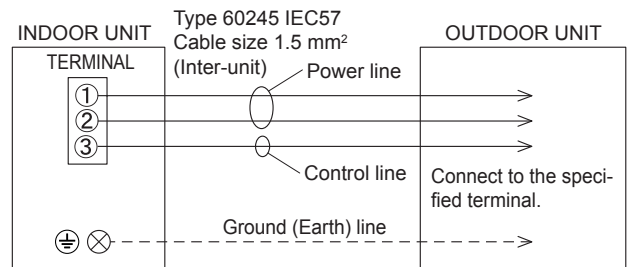 Type 60245 IEC57
INDOOR UNIT
Cable size 1.5 mm²
OUTDOOR UNIT
(Inter-unit)
TERMINAL
Power line
1
2
3
Control line
Connect to the speci-
fied terminal.
Ground (Earth) line